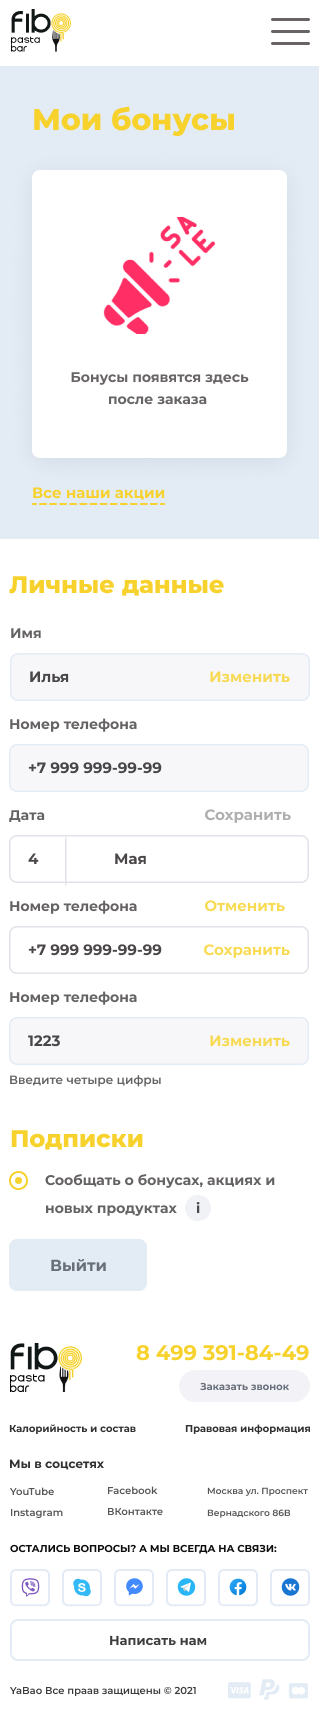 fibo
pasta
bar
Мои бонусы
SALE
Бонусы появятся здесь
после заказа
Все наши акции
Личные данные
Имя
Илья Изменить
Номер телефона
+7 999 999-99-99
Дата Сохранить
4 Мая
Номер телефона Отменить
+7 999 999-99-99 Сохранить
Номер телефона
1223 Изменить
Введите четыре цифры
Подписки
Сообщать о бонусах, акциях и
новых продуктах i
Выйти
fibo
pasta
bar
8 499 391-84-49
Заказать звонок
Калорийность и состав Правовая информация
Мы в соцсетях
YouTube Facebook Москва ул. Проспект
Instagram ВКонтакте Вернадского 86В
ОСТАЛИСЬ ВОПРОСЫ? А МЫ ВСЕГДА НА СВЯЗИ:
Написать нам
YaBao Все праав защищены © 2021 VISA